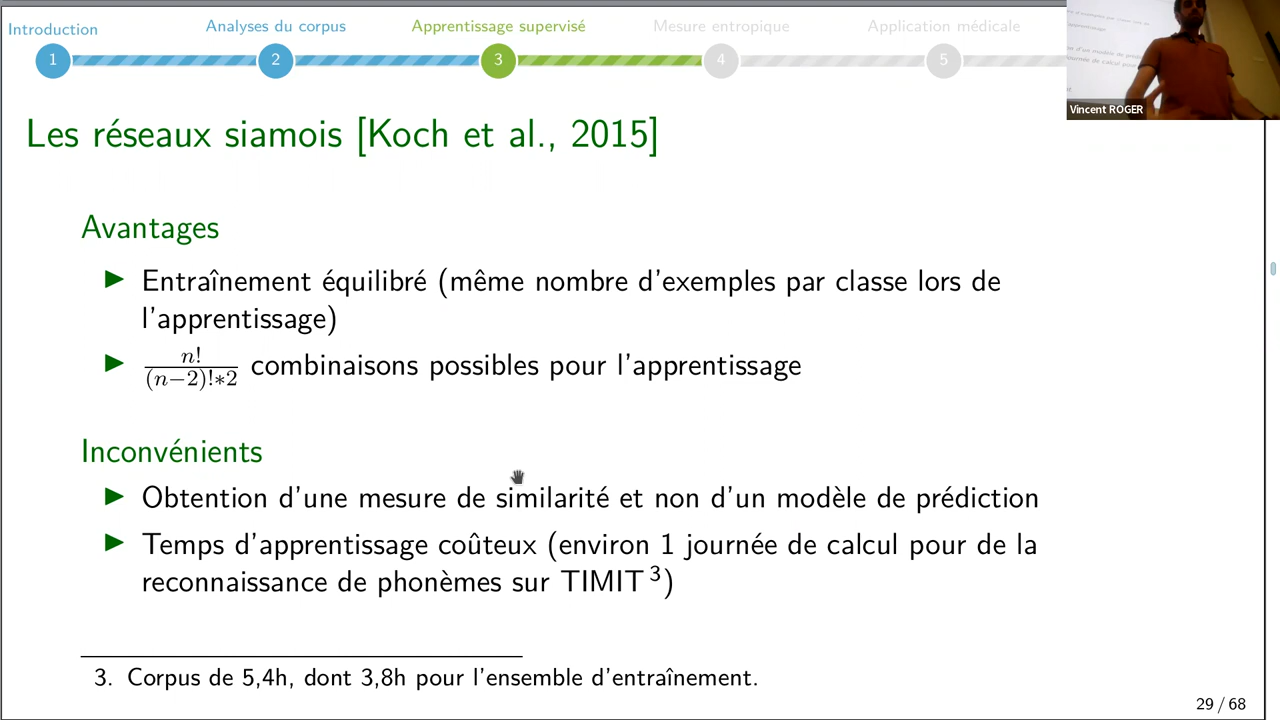 Introduction
Analyses du corpus
Apprentissage supervisé
Mesure entropique
Application médicale
1
2
3
4
5
Vincent ROGER
Les réseaux siamois [Koch et al., 2015]
Avantages
▶ Entraînement équilibré (même nombre d'exemples par classe lors de
l'apprentissage)
▶ n!/(n−2)!∗2 combinaisons possibles pour l'apprentissage
Inconvénients
▶ Obtention d'une mesure de similarité et non d'un modèle de prédiction
▶ Temps d'apprentissage coûteux (environ 1 journée de calcul pour de la
reconnaissance de phonèmes sur TIMIT 3)
3. Corpus de 5,4h, dont 3,8h pour l'ensemble d'entraînement.
29 / 68